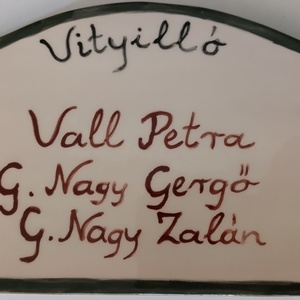 Vityilló
Vall Petra
G. Nagy Gergő
G. Nagy Zalán